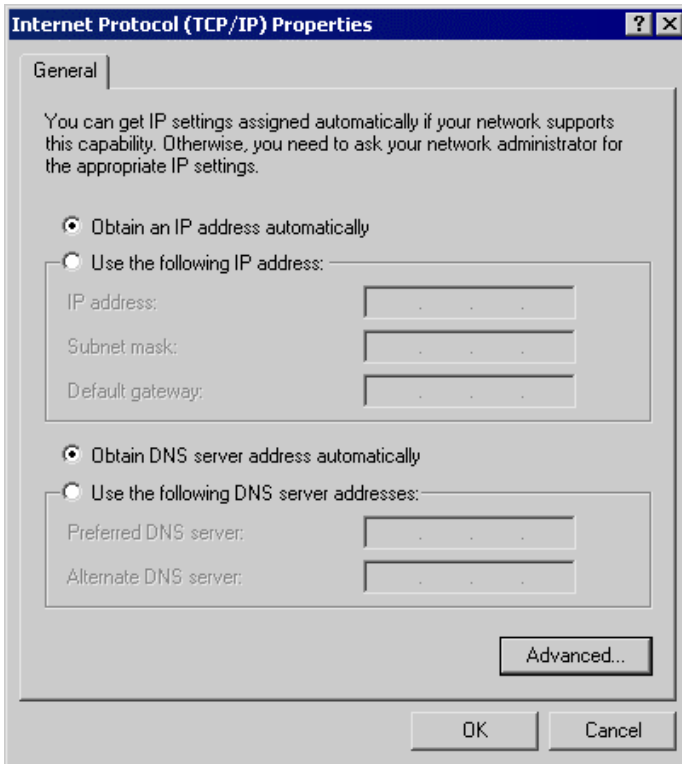 Internet Protocol (TCP/IP) Properties
General
You can get IP settings assigned automatically if your network supports
this capability. Otherwise, you need to ask your network administrator for
the appropriate IP settings.
Obtain an IP address automatically
Use the following IP address:
IP address:
Subnet mask:
Default gateway:
Obtain DNS server address automatically
Use the following DNS server addresses:
Preferred DNS server:
Alternate DNS server:
Advanced...
OK Cancel